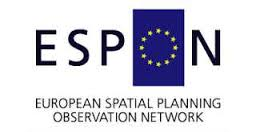 ESPON
EUROPEAN SPATIAL PLANNING
OBSERVATION NETWORK